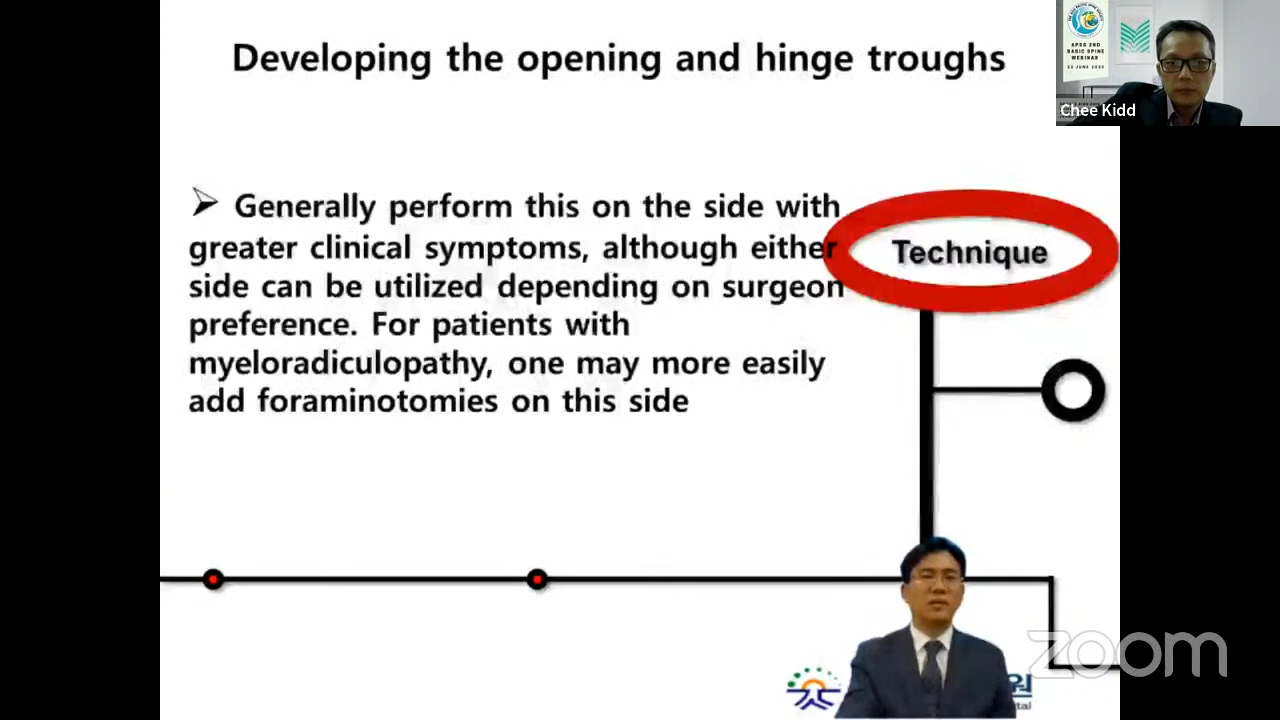 Developing the opening and hinge troughs
APSS 2ND
BASIC SPINE
WEBINAR
Chee Kidd
Generally perform this on the side with
greater clinical symptoms, although either
side can be utilized depending on surgeon
preference. For patients with
myeloradiculopathy, one may more easily
add foraminotomies on this side
Technique
zoom
원